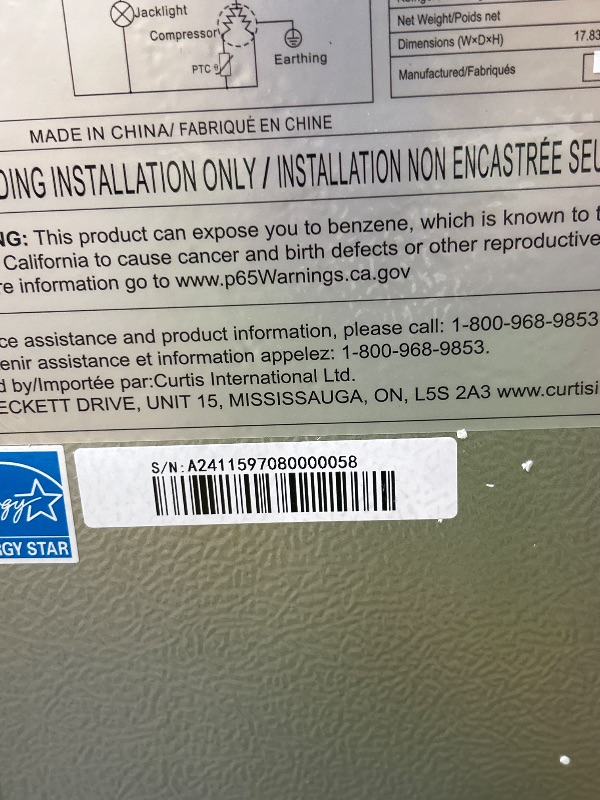 Jacklight
Compressor
PTC
Earthing
Net Weight/Poids net
Dimensions (W×D×H) 17.83
Manufactured/Fabriqués
MADE IN CHINA/ FABRIQUÉ EN CHINE
DING INSTALLATION ONLY / INSTALLATION NON ENCASTRÉE SEU
NG: This product can expose you to benzene, which is known to t
California to cause cancer and birth defects or other reproductive
re information go to www.p65Warnings.ca.gov
ce assistance and product information, please call: 1-800-968-9853
enir assistance et information appelez: 1-800-968-9853.
d by/Importée par:Curtis International Ltd.
ECKETT DRIVE, UNIT 15, MISSISSAUGA, ON, L5S 2A3 www.curtisi
S/N: A2411597080000058
rgy
RGY STAR